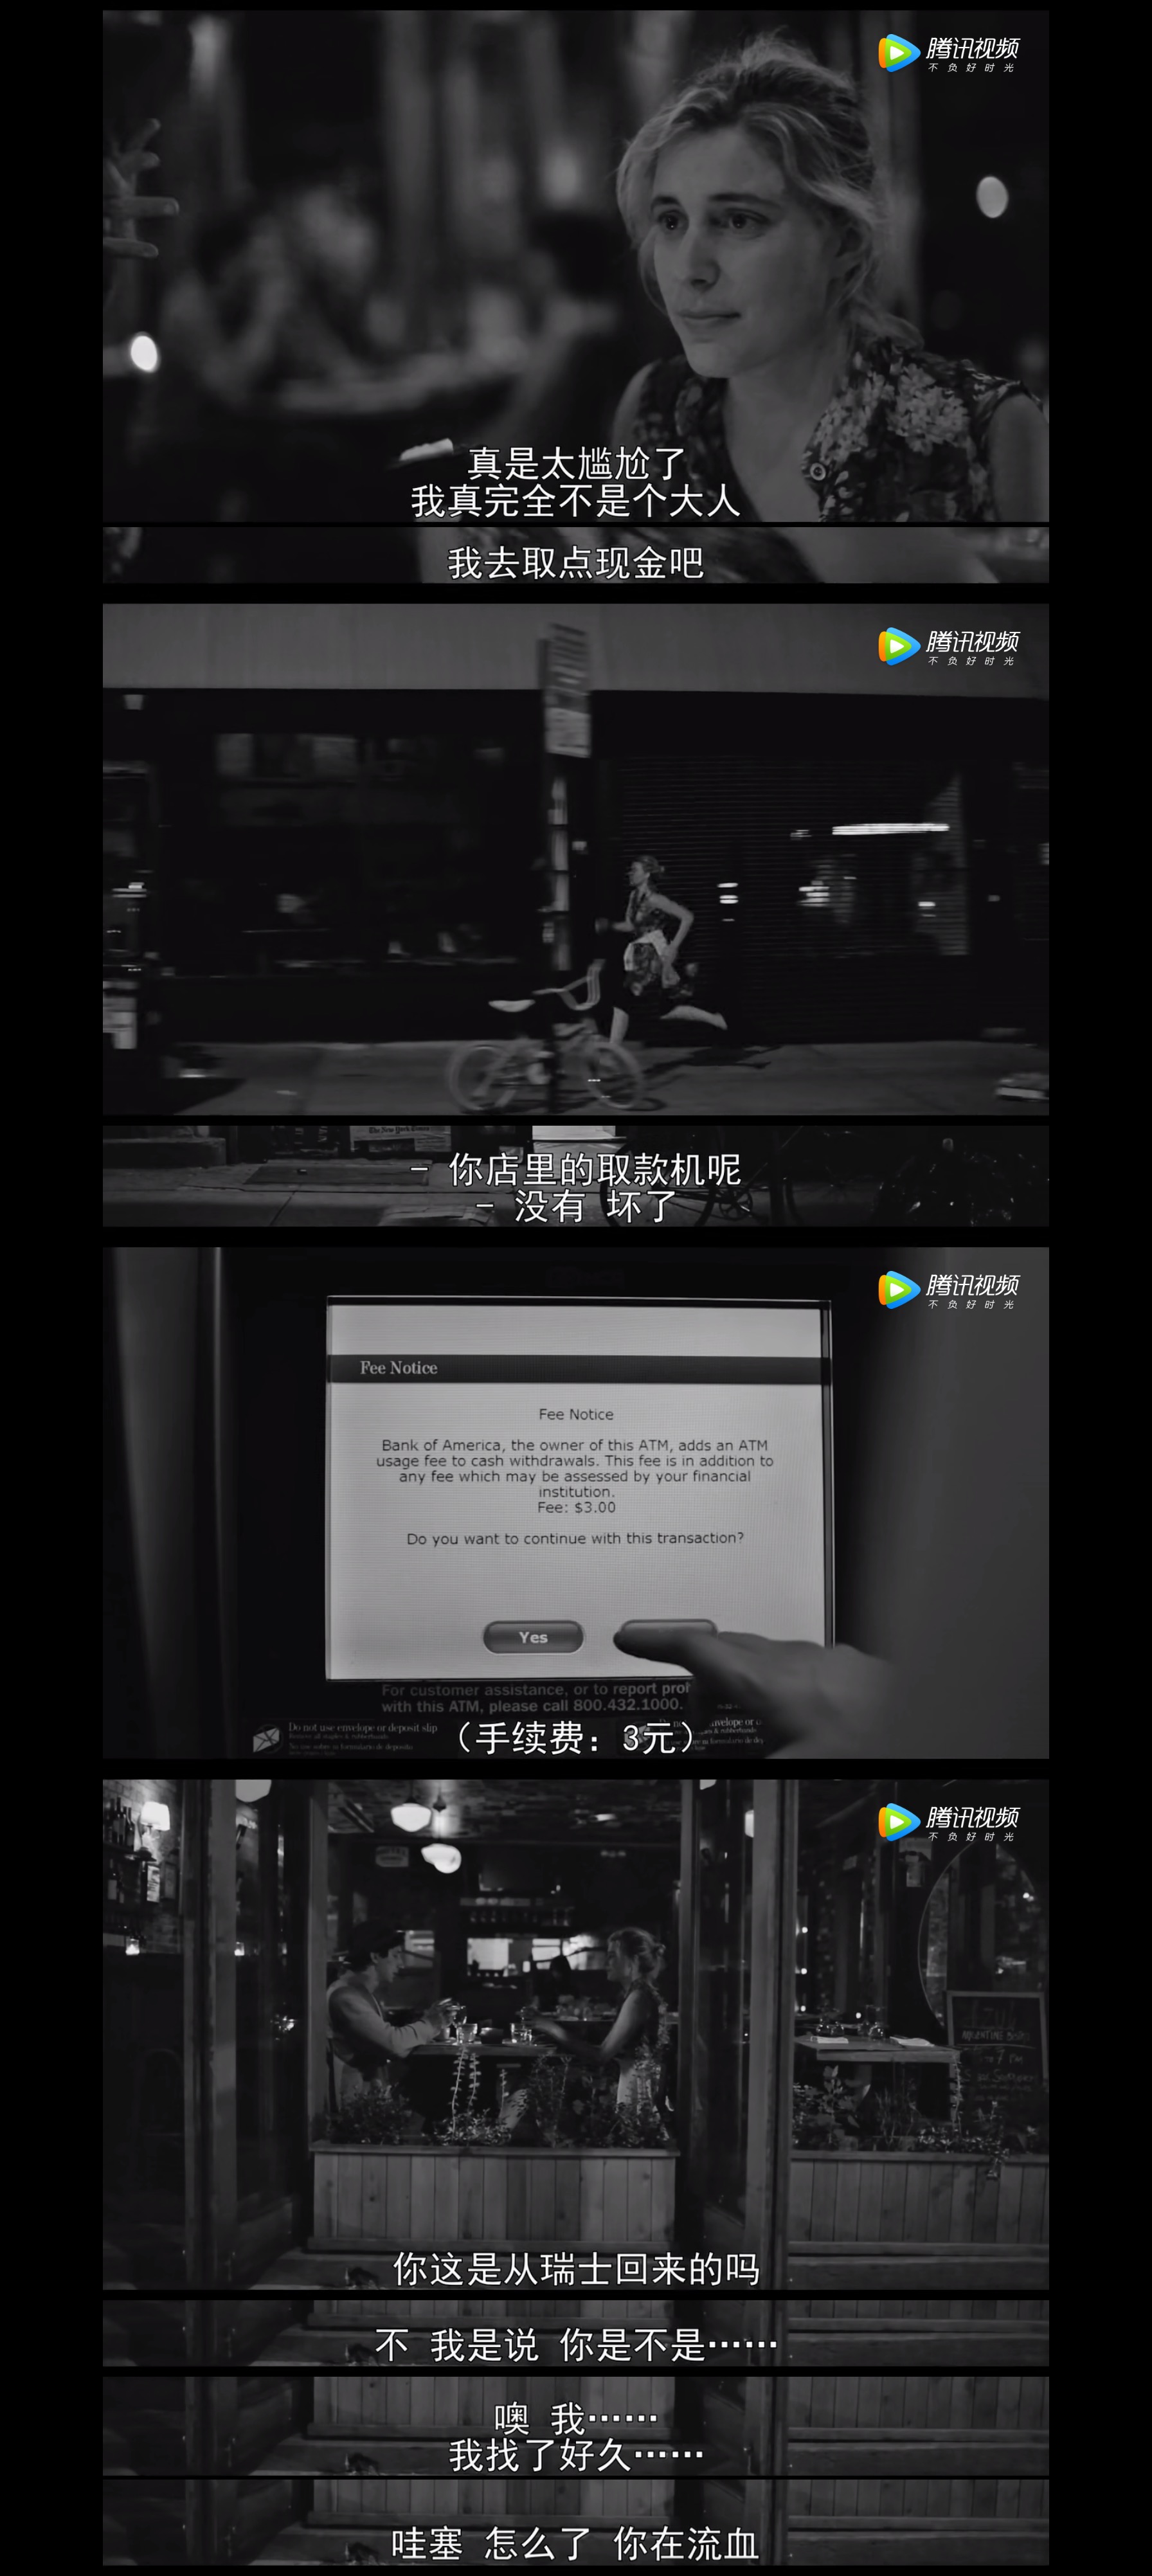 腾讯视频
不负好时光
真是太尴尬了
我真完全不是个大人
我去取点现金吧
腾讯视频
不负好时光
The New York Times
- 你店里的取款机呢
- 没有 坏了
腾讯视频
不负好时光
Fee Notice
Fee Notice
Bank of America, the owner of this ATM, adds an ATM
usage fee to cash withdrawals. This fee is in addition to
any fee which may be assessed by your financial
institution.
Fee: $3.00
Do you want to continue with this transaction?
Yes
For customer assistance, or to report
with this ATM, please call 800.432.1000.
Do not use envelope or deposit slip
（手续费：3元）
腾讯视频
不负好时光
你这是从瑞士回来的吗
不 我是说 你是不是……
噢 我……
我找了好久……
哇塞 怎么了 你在流血